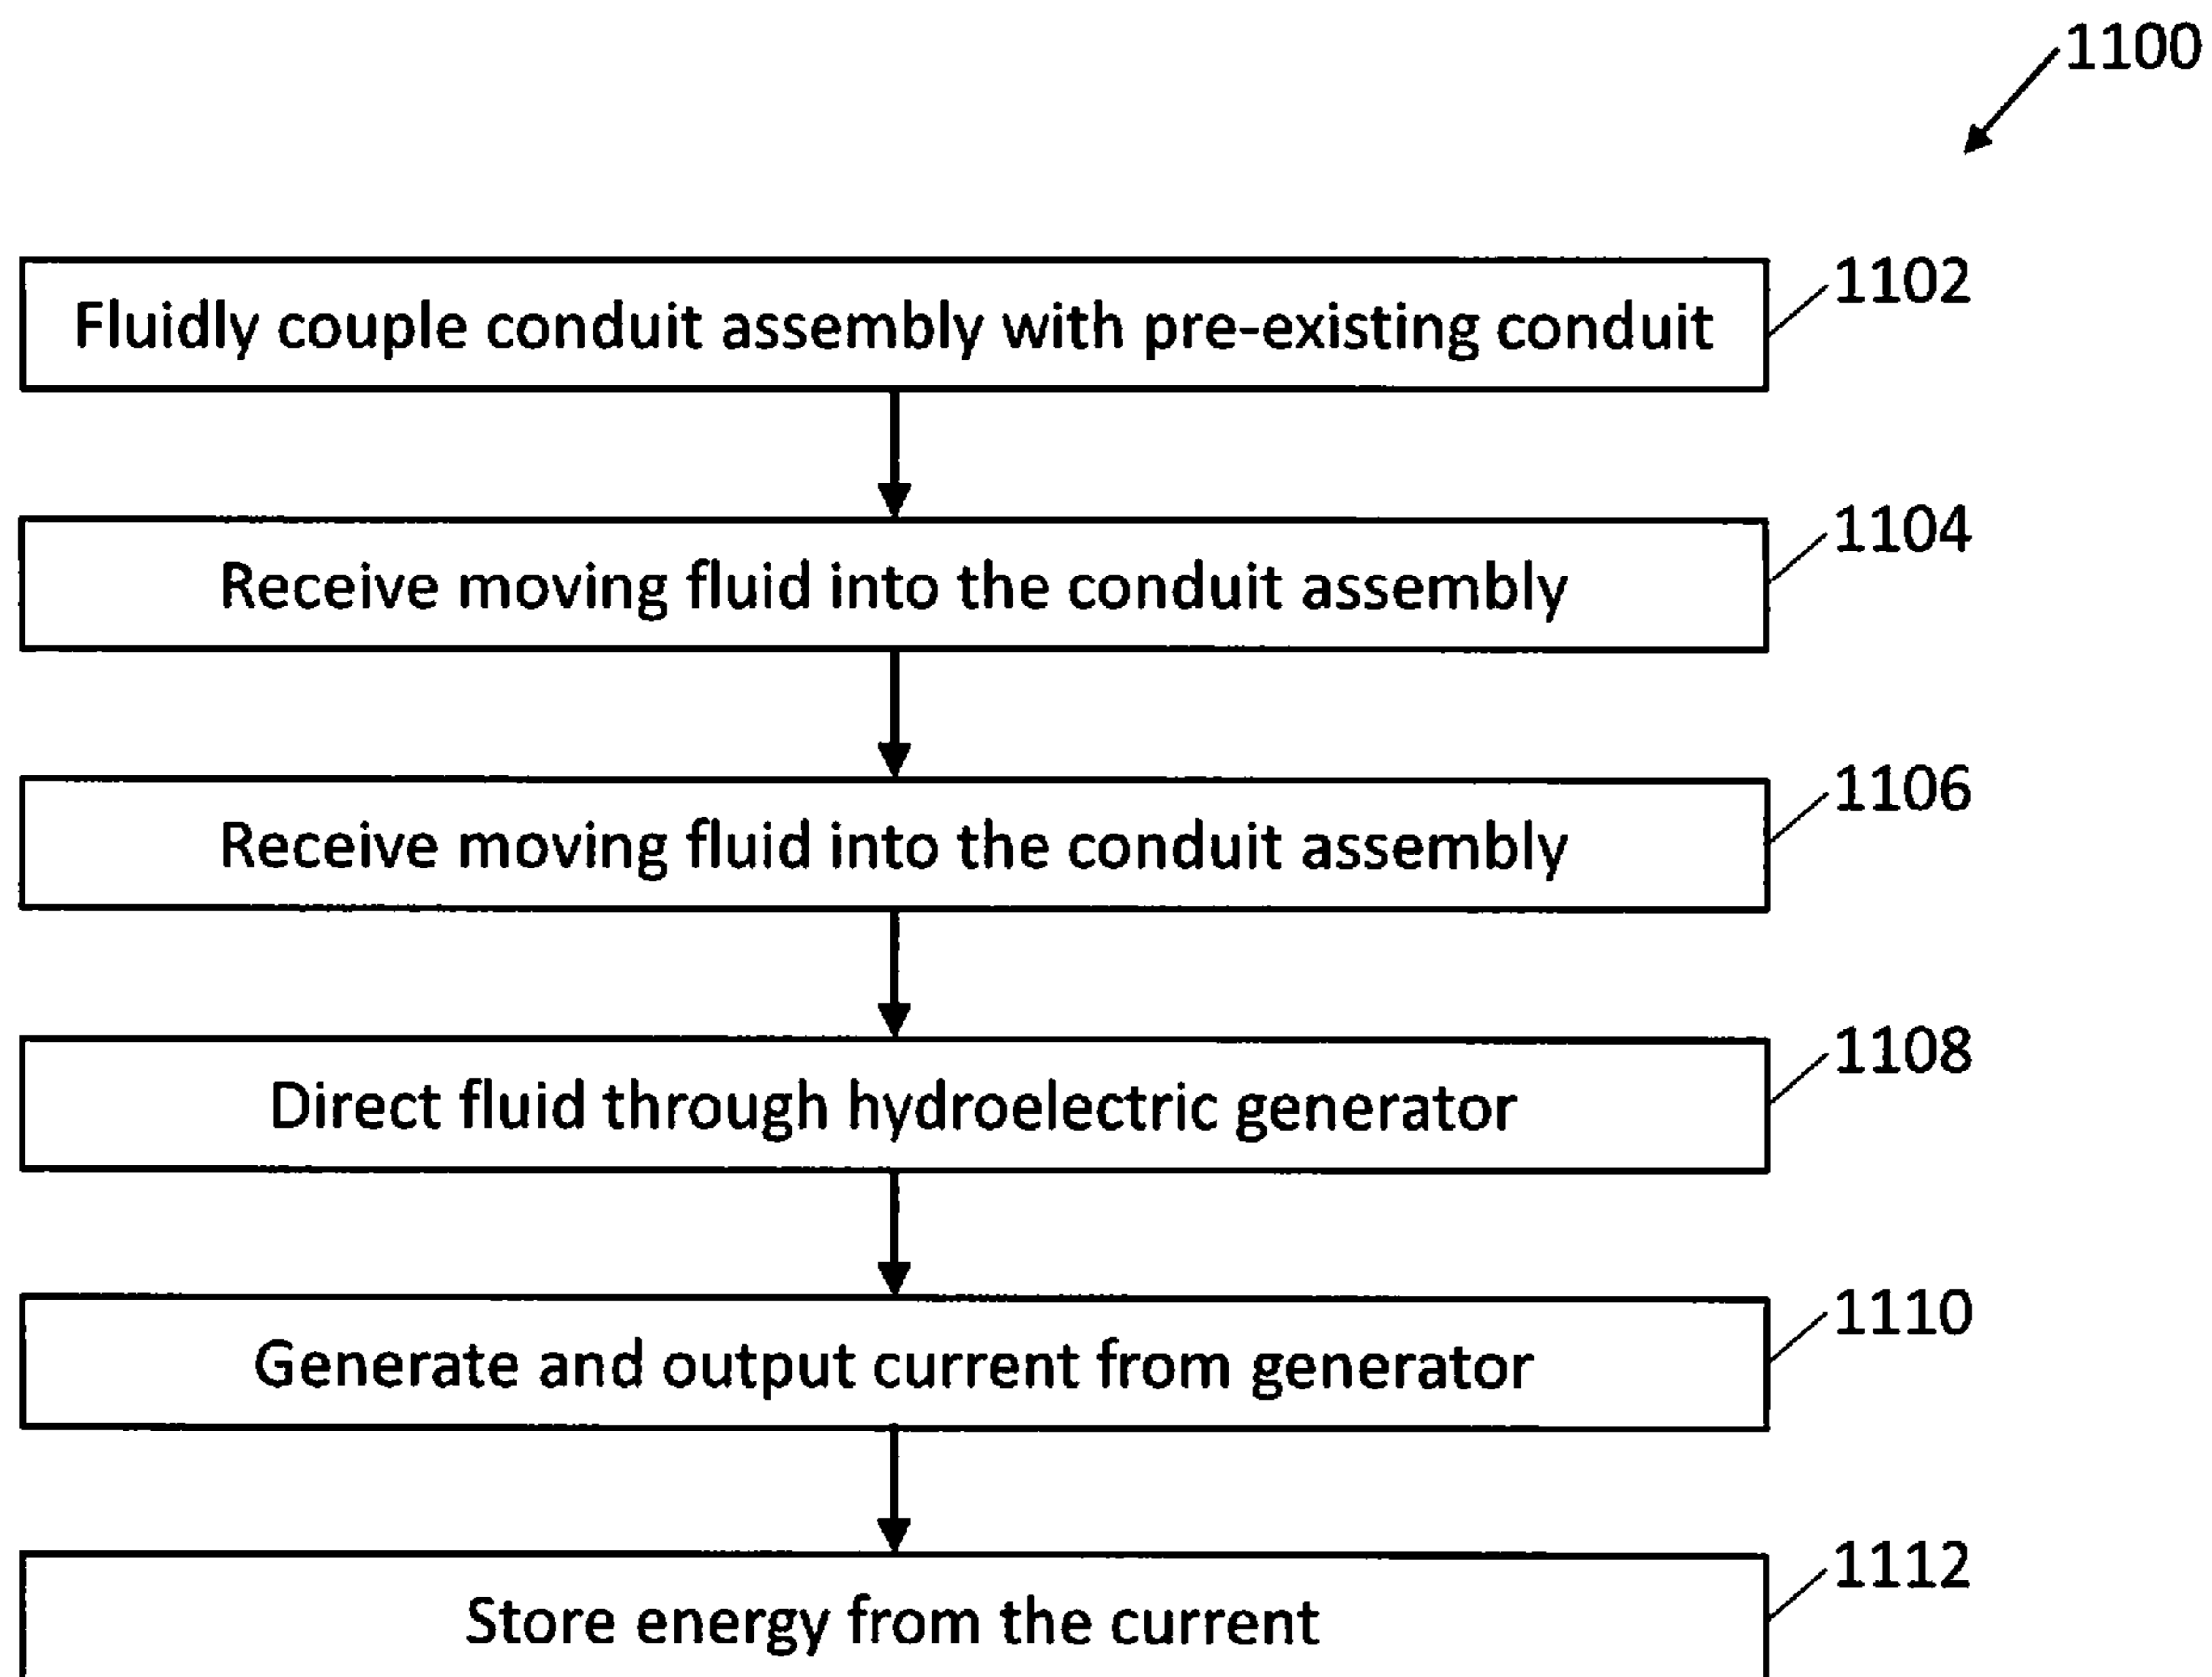 1100
Fluidly couple conduit assembly with pre-existing conduit
1102
Receive moving fluid into the conduit assembly
1104
Receive moving fluid into the conduit assembly
1106
Direct fluid through hydroelectric generator
1108
Generate and output current from generator
1110
Store energy from the current
1112